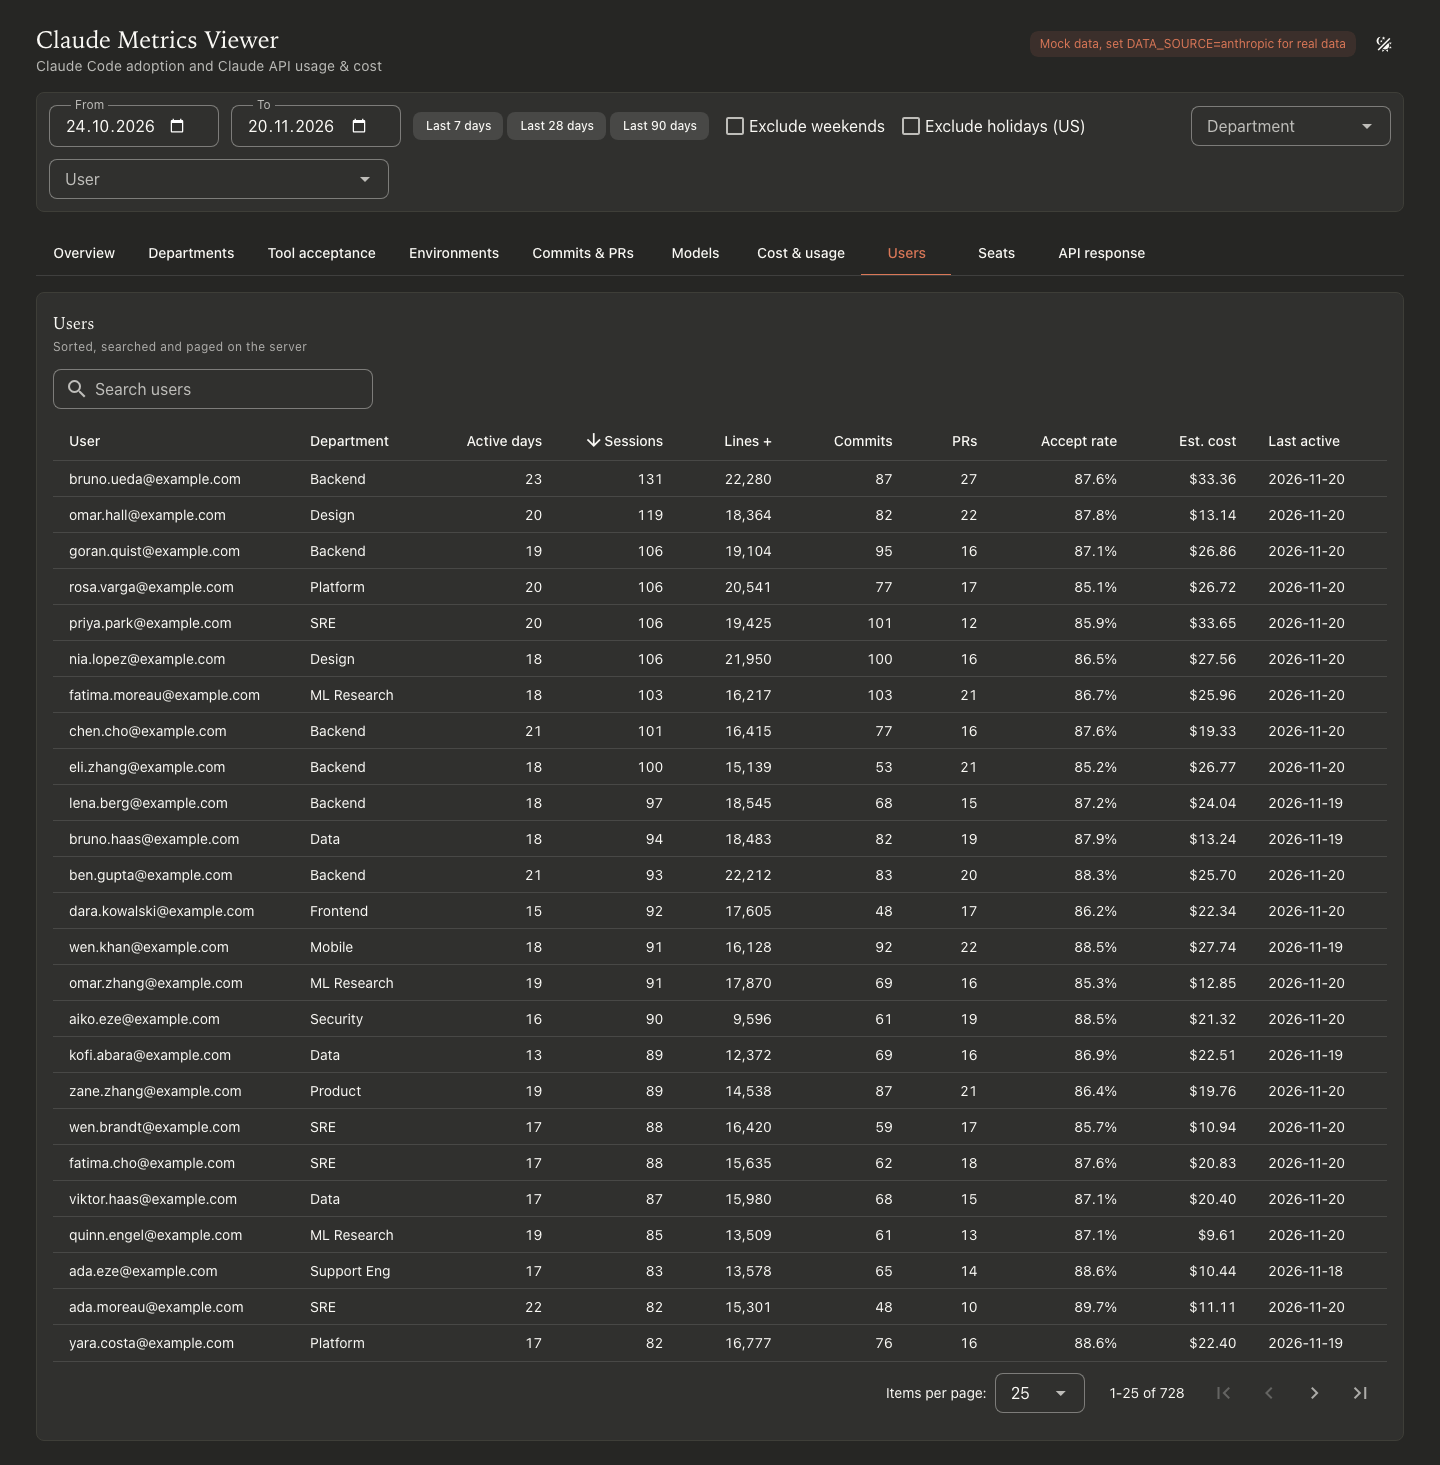 Claude Metrics Viewer
Claude Code adoption and Claude API usage & cost
Mock data, set DATA_SOURCE=anthropic for real data
From
24.10.2026
To
20.11.2026
Last 7 days
Last 28 days
Last 90 days
Exclude weekends
Exclude holidays (US)
Department
User
Overview Departments Tool acceptance Environments Commits & PRs Models Cost & usage Users Seats API response
Users
Sorted, searched and paged on the server
Search users
User Department Active days Sessions Lines + Commits PRs Accept rate Est. cost Last active
bruno.ueda@example.com Backend 23 131 22,280 87 27 87.6% $33.36 2026-11-20
omar.hall@example.com Design 20 119 18,364 82 22 87.8% $13.14 2026-11-20
goran.quist@example.com Backend 19 106 19,104 95 16 87.1% $26.86 2026-11-20
rosa.varga@example.com Platform 20 106 20,541 77 17 85.1% $26.72 2026-11-20
priya.park@example.com SRE 20 106 19,425 101 12 85.9% $33.65 2026-11-20
nia.lopez@example.com Design 18 106 21,950 100 16 86.5% $27.56 2026-11-20
fatima.moreau@example.com ML Research 18 103 16,217 103 21 86.7% $25.96 2026-11-20
chen.cho@example.com Backend 21 101 16,415 77 16 87.6% $19.33 2026-11-20
eli.zhang@example.com Backend 18 100 15,139 53 21 85.2% $26.77 2026-11-20
lena.berg@example.com Backend 18 97 18,545 68 15 87.2% $24.04 2026-11-19
bruno.haas@example.com Data 18 94 18,483 82 19 87.9% $13.24 2026-11-19
ben.gupta@example.com Backend 21 93 22,212 83 20 88.3% $25.70 2026-11-20
dara.kowalski@example.com Frontend 15 92 17,605 48 17 86.2% $22.34 2026-11-20
wen.khan@example.com Mobile 18 91 16,128 92 22 88.5% $27.74 2026-11-19
omar.zhang@example.com ML Research 19 91 17,870 69 16 85.3% $12.85 2026-11-20
aiko.eze@example.com Security 16 90 9,596 61 19 88.5% $21.32 2026-11-20
kofi.abara@example.com Data 13 89 12,372 69 16 86.9% $22.51 2026-11-19
zane.zhang@example.com Product 19 89 14,538 87 21 86.4% $19.76 2026-11-20
wen.brandt@example.com SRE 17 88 16,420 59 17 85.7% $10.94 2026-11-20
fatima.cho@example.com SRE 17 88 15,635 62 18 87.6% $20.83 2026-11-20
viktor.haas@example.com Data 17 87 15,980 68 15 87.1% $20.40 2026-11-20
quinn.engel@example.com ML Research 19 85 13,509 61 13 87.1% $9.61 2026-11-20
ada.eze@example.com Support Eng 17 83 13,578 65 14 88.6% $10.44 2026-11-18
ada.moreau@example.com SRE 22 82 15,301 48 10 89.7% $11.11 2026-11-20
yara.costa@example.com Platform 17 82 16,777 76 16 88.6% $22.40 2026-11-19
Items per page: 25 1-25 of 728